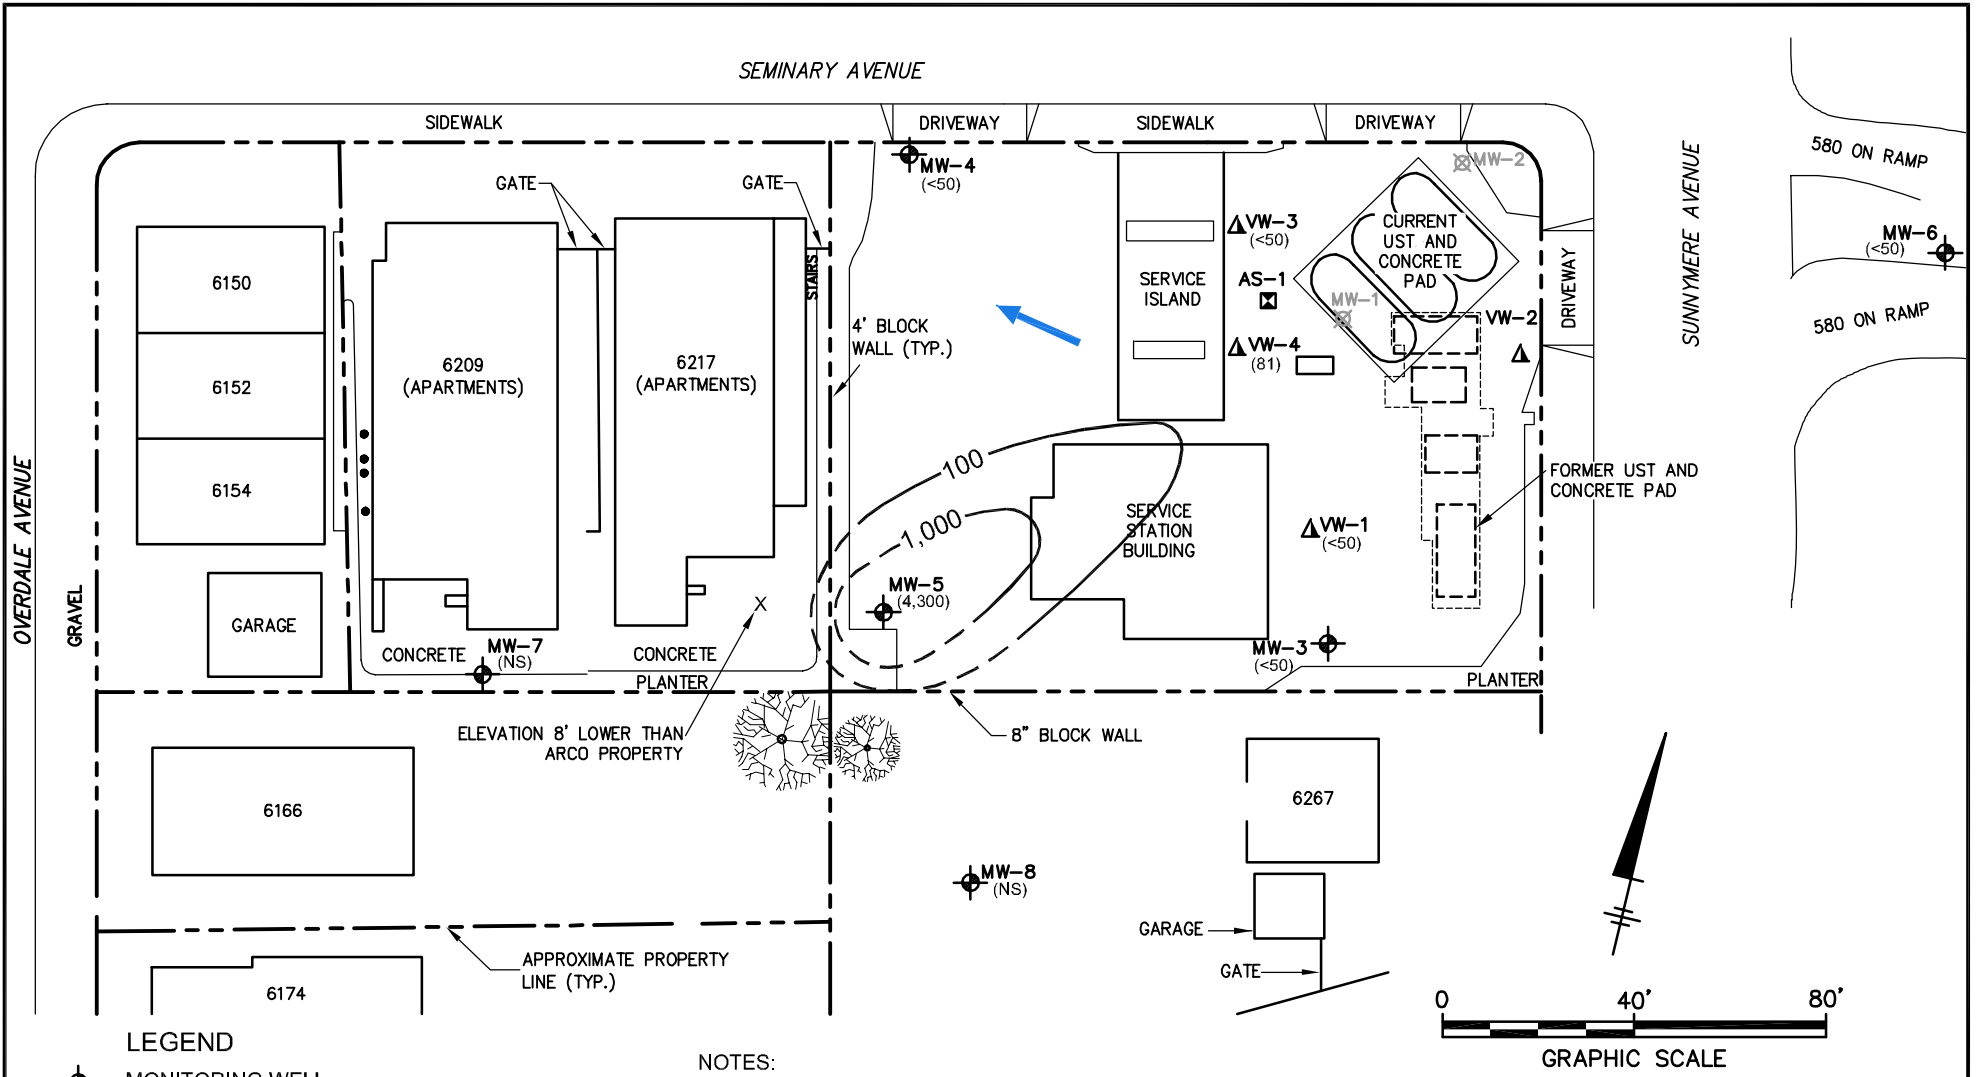 SEMINARY AVENUE
SIDEWALK
DRIVEWAY
SIDEWALK
DRIVEWAY
580 ON RAMP
MW-4
(<50)
MW-2
GATE
GATE
SUNNYMERE AVENUE
VW-3
(<50)
CURRENT
UST AND
CONCRETE
PAD
MW-6
(<50)
STAIRS
6150
SERVICE
ISLAND
AS-1
MW-1
DRIVEWAY
VW-2
580 ON RAMP
4' BLOCK
WALL (TYP.)
VW-4
(81)
6209
(APARTMENTS)
6217
(APARTMENTS)
6152
100
FORMER UST AND
CONCRETE PAD
6154
1,000
SERVICE
STATION
BUILDING
VW-1
(<50)
OVERDALE AVENUE
GRAVEL
MW-5
(4,300)
X
GARAGE
MW-7
(NS)
CONCRETE
CONCRETE
MW-3
(<50)
PLANTER
PLANTER
ELEVATION 8' LOWER THAN
ARCO PROPERTY
8" BLOCK WALL
6166
6267
MW-8
(NS)
GARAGE
GATE
APPROXIMATE PROPERTY
LINE (TYP.)
6174
0 40' 80'
GRAPHIC SCALE
LEGEND
MONITORING WELL
NOTES: